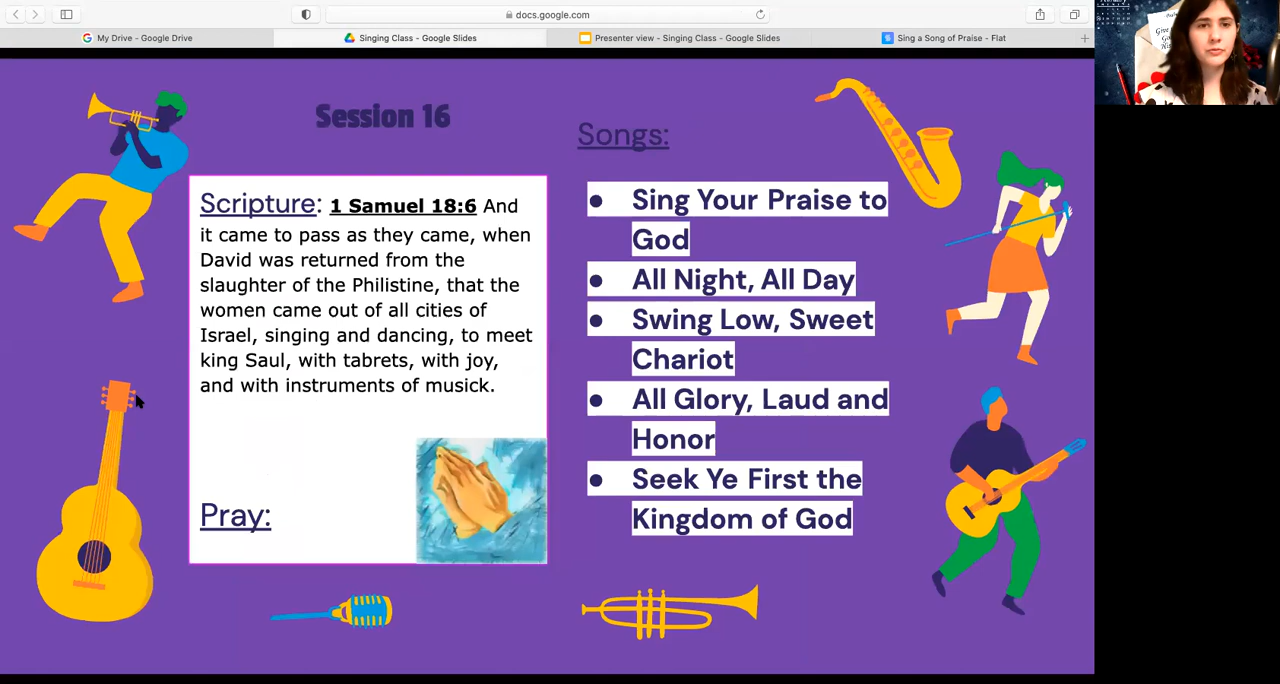 docs.google.com
My Drive - Google Drive
Singing Class - Google Slides
Presenter view - Singing Class - Google Slides
Sing a Song of Praise - Flat
Session 16
Scripture: 1 Samuel 18:6 And
it came to pass as they came, when
David was returned from the
slaughter of the Philistine, that the
women came out of all cities of
Israel, singing and dancing, to meet
king Saul, with tabrets, with joy,
and with instruments of musick.
Pray:
Songs:
● Sing Your Praise to
God
● All Night, All Day
● Swing Low, Sweet
Chariot
● All Glory, Laud and
Honor
● Seek Ye First the
Kingdom of God